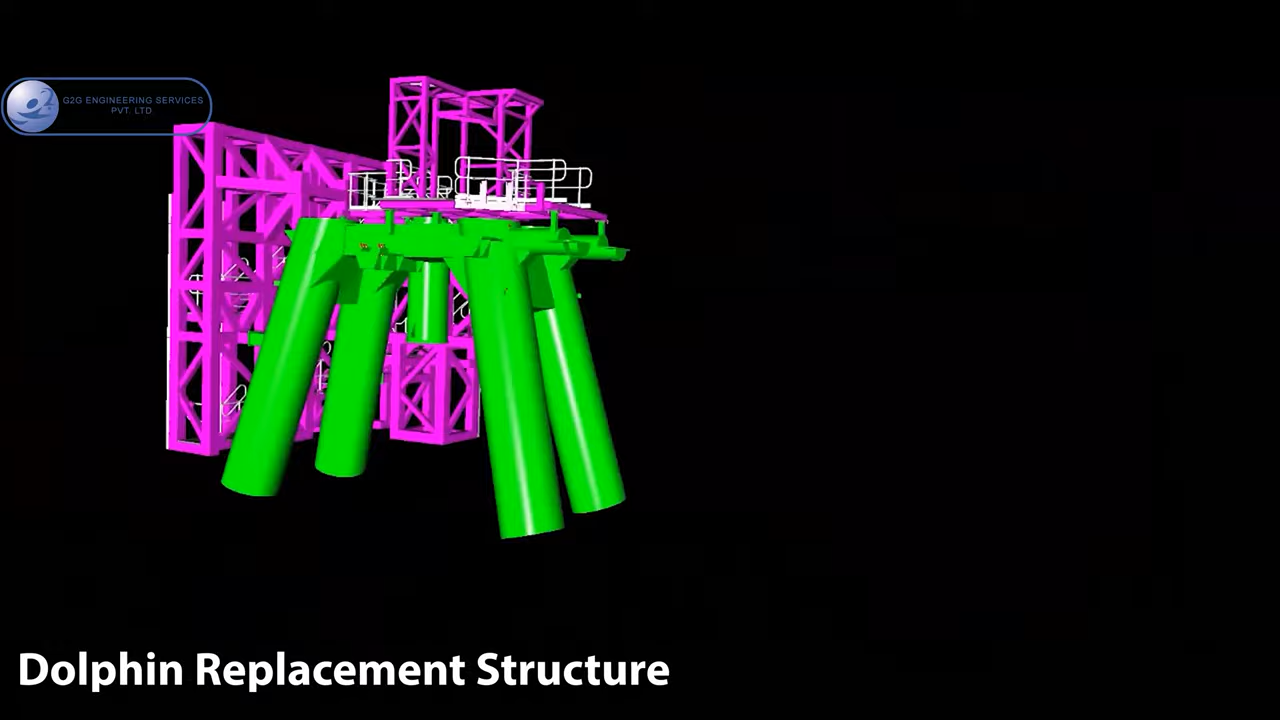 G2G ENGINEERING SERVICES
PVT. LTD
Dolphin Replacement Structure